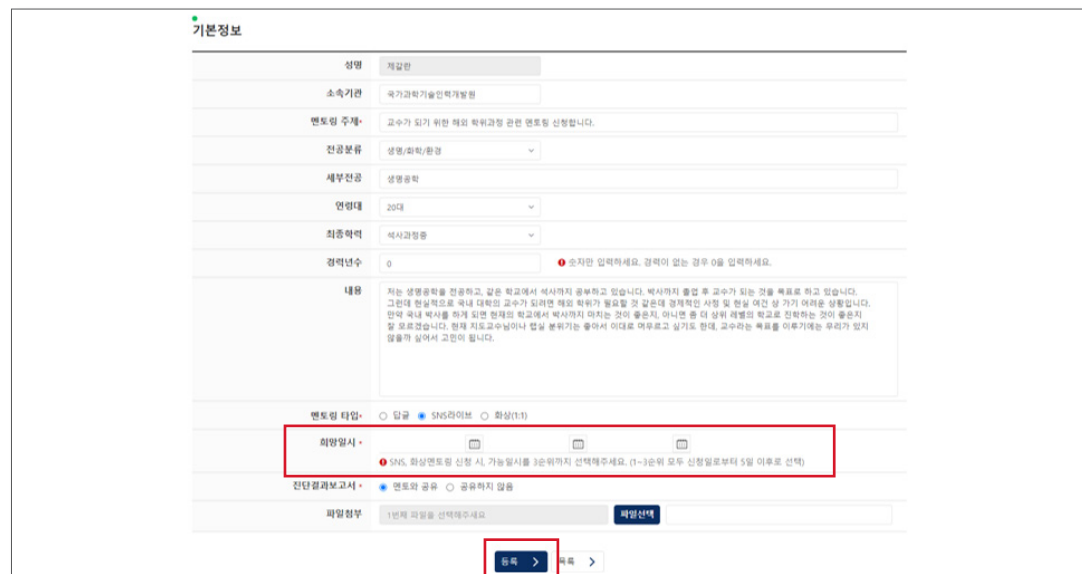 기본정보
성명 제갈란
소속기관 국가과학기술인력개발원
멘토링 주제• 교수가 되기 위한 해외 학위과정 관련 멘토링 신청합니다.
전공분류 생명/화학/환경
세부전공 생명공학
연령대 20대
최종학력 석사과정중
경력년수 0 숫자만 입력하세요. 경력이 없는 경우 0을 입력하세요.
내용 저는 생명공학을 전공하고, 같은 학교에서 석사까지 공부하고 있습니다. 박사까지 졸업 후 교수가 되는 것을 목표로 하고 있습니다.
그런데 현실적으로 국내 대학의 교수가 되려면 해외 학위가 필요할 것 같은데 경제적인 사정 및 현실 여건 상 가기 어려운 상황입니다.
만약 국내 박사를 하게 되면 현재의 학교에서 박사까지 마치는 것이 좋은지, 아니면 좀 더 상위 레벨의 학교로 진학하는 것이 좋은지
잘 모르겠습니다. 현재 지도교수님이나 랩실 분위기는 좋아서 이대로 머무르고 싶기도 한데, 교수라는 목표를 이루기에는 무리가 있지
않을까 싶어서 고민이 됩니다.
멘토링 타입• 답글 SNS라이브 화상(1:1)
희망일시 •
SNS, 화상멘토링 신청 시, 가능일시를 3순위까지 선택해주세요. (1~3순위 모두 신청일로부터 5일 이후로 선택)
진단결과보고서 • 멘토와 공유 공유하지 않음
파일첨부 1번째 파일을 선택해주세요 파일선택
등록 목록